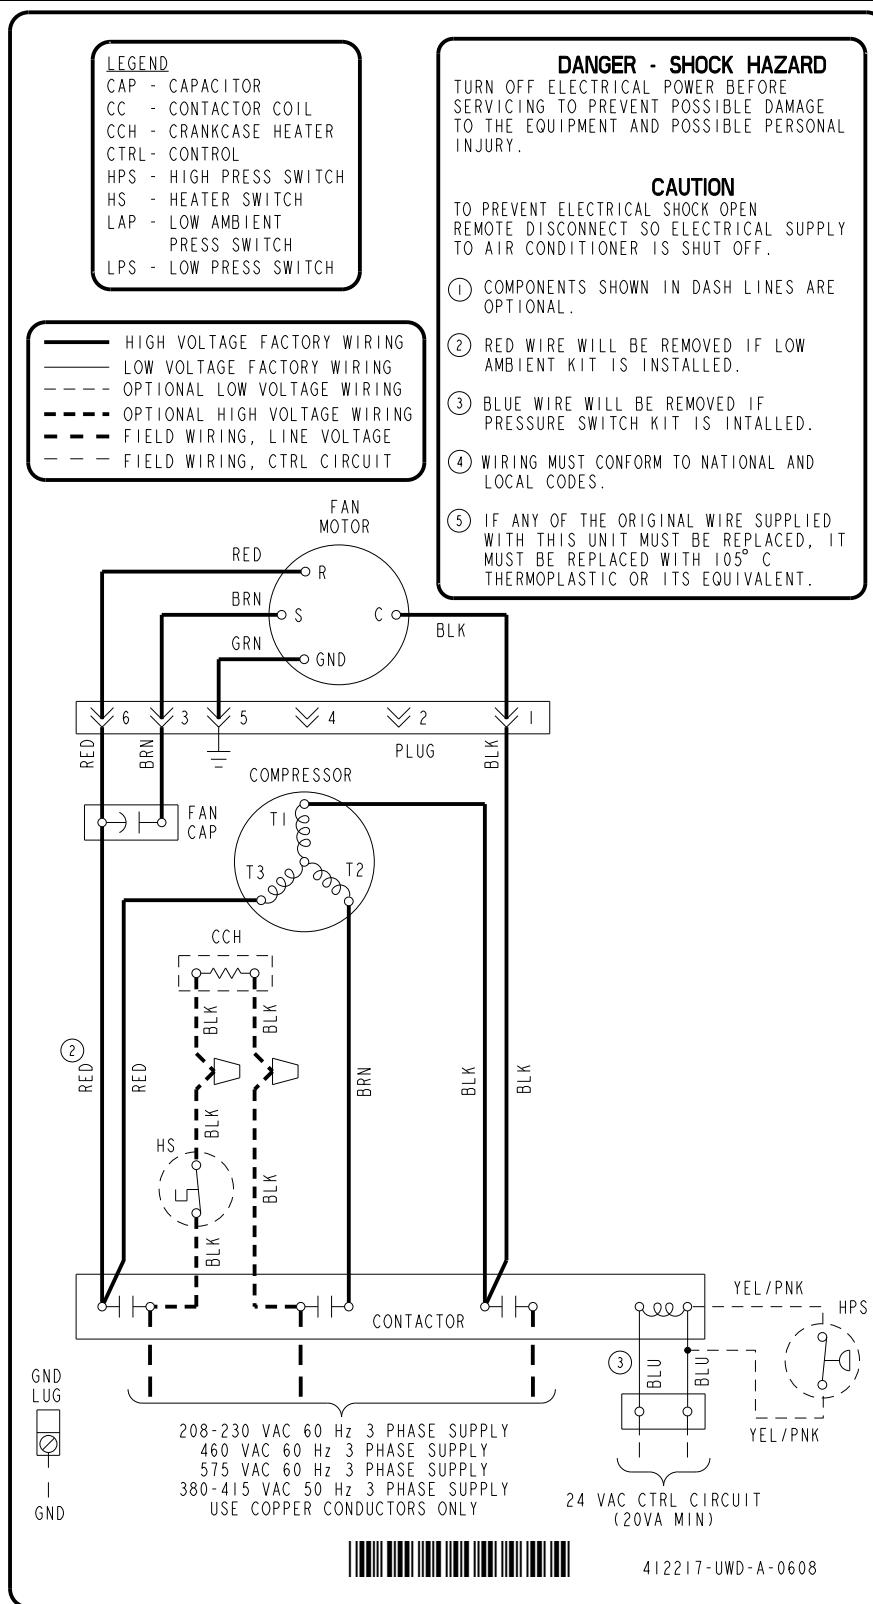 LEGEND
CAP - CAPACITOR
CC - CONTACTOR COIL
CCH - CRANKCASE HEATER
CTRL- CONTROL
HPS - HIGH PRESS SWITCH
HS - HEATER SWITCH
LAP - LOW AMBIENT
PRESS SWITCH
LPS - LOW PRESS SWITCH
HIGH VOLTAGE FACTORY WIRING
LOW VOLTAGE FACTORY WIRING
OPTIONAL LOW VOLTAGE WIRING
OPTIONAL HIGH VOLTAGE WIRING
FIELD WIRING, LINE VOLTAGE
FIELD WIRING, CTRL CIRCUIT
DANGER - SHOCK HAZARD
TURN OFF ELECTRICAL POWER BEFORE
SERVICING TO PREVENT POSSIBLE DAMAGE
TO THE EQUIPMENT AND POSSIBLE PERSONAL
INJURY.
CAUTION
TO PREVENT ELECTRICAL SHOCK OPEN
REMOTE DISCONNECT SO ELECTRICAL SUPPLY
TO AIR CONDITIONER IS SHUT OFF.
1 COMPONENTS SHOWN IN DASH LINES ARE
OPTIONAL.
2 RED WIRE WILL BE REMOVED IF LOW
AMBIENT KIT IS INSTALLED.
3 BLUE WIRE WILL BE REMOVED IF
PRESSURE SWITCH KIT IS INTALLED.
4 WIRING MUST CONFORM TO NATIONAL AND
LOCAL CODES.
5 IF ANY OF THE ORIGINAL WIRE SUPPLIED
WITH THIS UNIT MUST BE REPLACED, IT
MUST BE REPLACED WITH 105° C
THERMOPLASTIC OR ITS EQUIVALENT.
FAN
MOTOR
RED
R
BRN
S
C
BLK
GRN
GND
6 3 5 4 2 1
RED
BRN
PLUG
BLK
COMPRESSOR
FAN
CAP
T1
T3
T2
CCH
BLK
BLK
2
RED
RED
BRN
BLK
BLK
BLK
HS
BLK
BLK
CONTACTOR
YEL/PNK
HPS
3
BLU
BLU
YEL/PNK
GND
LUG
GND
208-230 VAC 60 Hz 3 PHASE SUPPLY
460 VAC 60 Hz 3 PHASE SUPPLY
575 VAC 60 Hz 3 PHASE SUPPLY
380-415 VAC 50 Hz 3 PHASE SUPPLY
USE COPPER CONDUCTORS ONLY
24 VAC CTRL CIRCUIT
(20VA MIN)
412217-UWD-A-0608